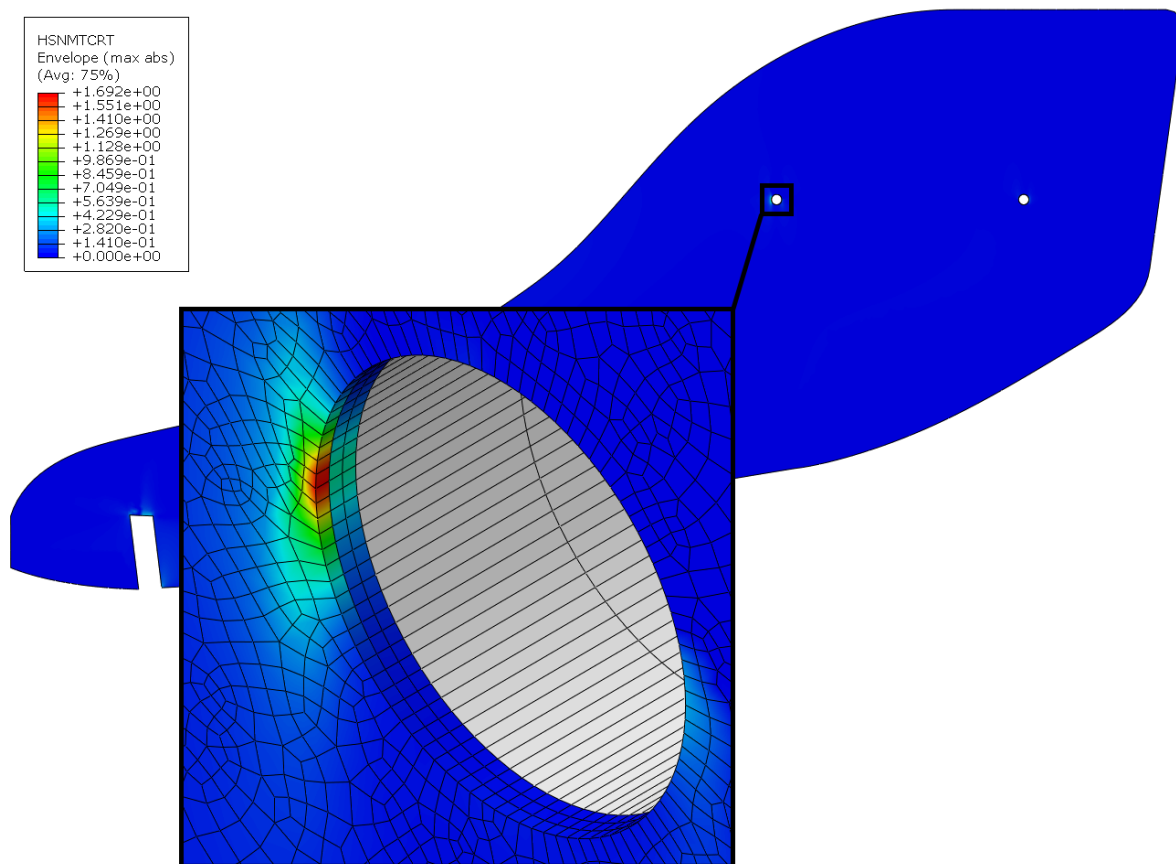 HSNMTCRT
Envelope (max abs)
(Avg: 75%)
+1.692e+00
+1.551e+00
+1.410e+00
+1.269e+00
+1.128e+00
+9.869e-01
+8.459e-01
+7.049e-01
+5.639e-01
+4.229e-01
+2.820e-01
+1.410e-01
+0.000e+00